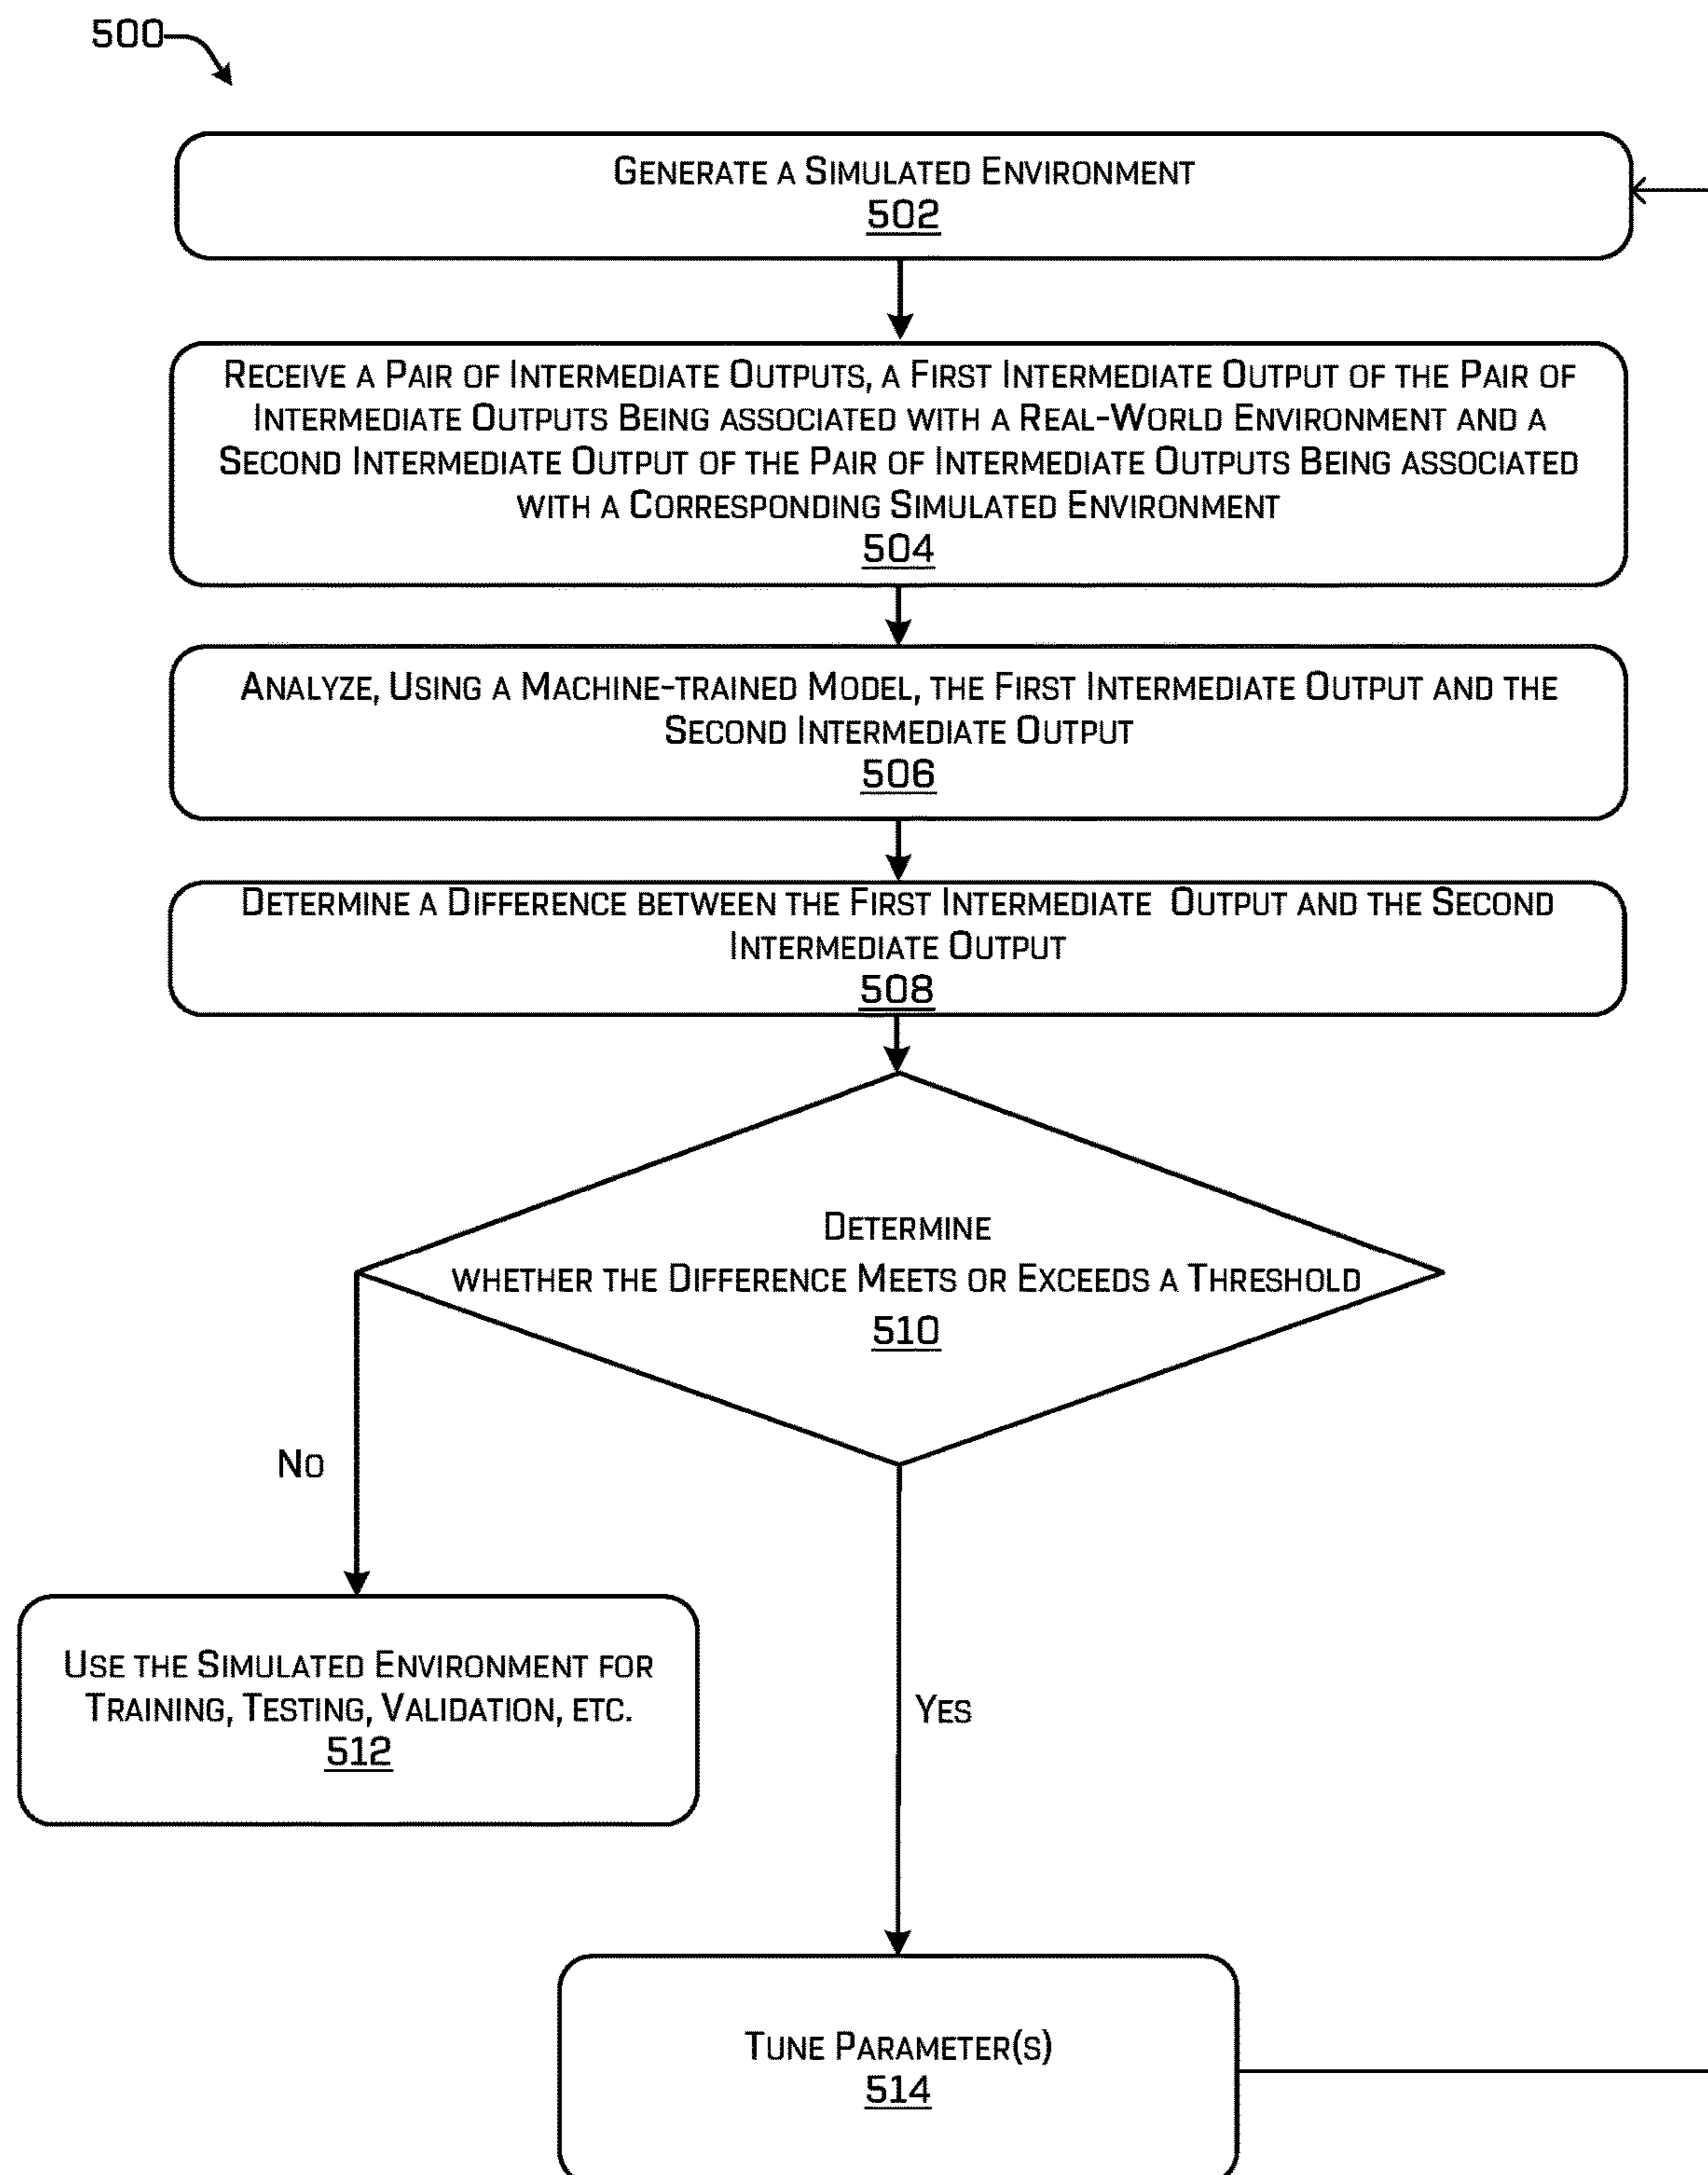 500
Generate a Simulated Environment
502
Receive a Pair of Intermediate Outputs, a First Intermediate Output of the Pair of
Intermediate Outputs Being associated with a Real-World Environment and a
Second Intermediate Output of the Pair of Intermediate Outputs Being associated
with a Corresponding Simulated Environment
504
Analyze, Using a Machine-trained Model, the First Intermediate Output and the
Second Intermediate Output
506
Determine a Difference between the First Intermediate Output and the Second
Intermediate Output
508
Determine
whether the Difference Meets or Exceeds a Threshold
510
No
Use the Simulated Environment for
Training, Testing, Validation, etc.
512
Yes
Tune Parameter(s)
514